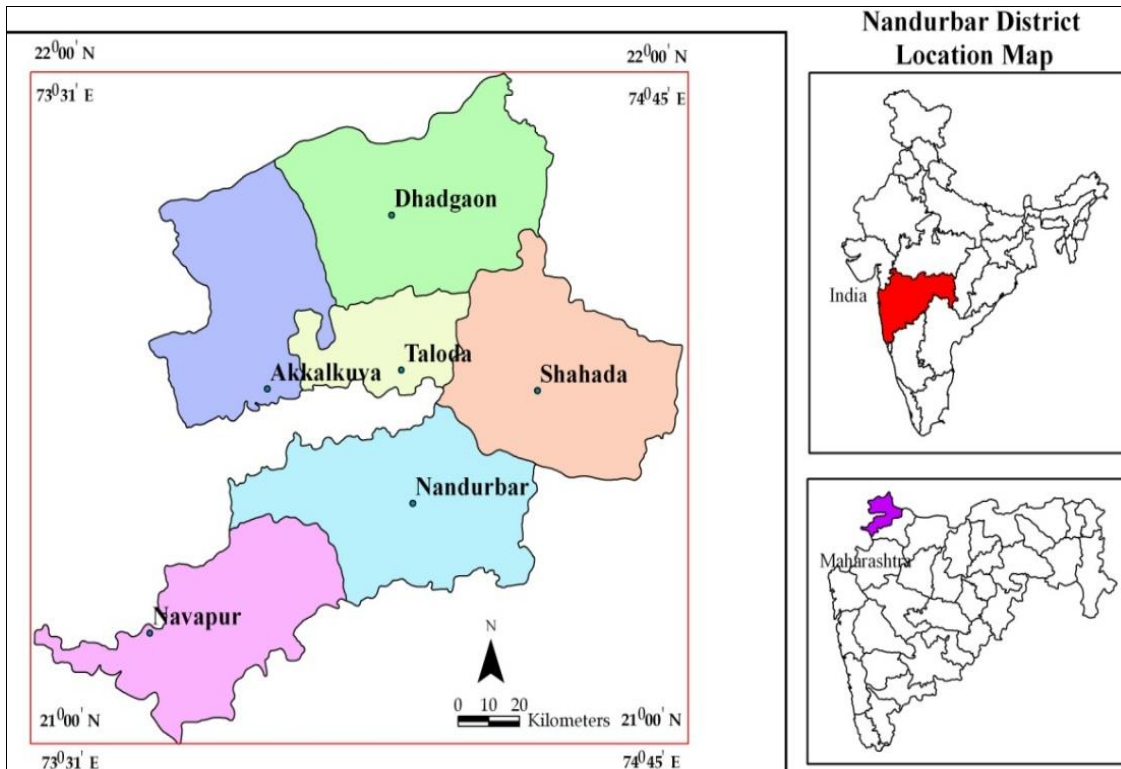 Nandurbar District
Location Map
22⁰00' N
22⁰00' N
73⁰31' E
74⁰45' E
Dhadgaon
Taloda
Akkalkuva
Shahada
Nandurbar
Navapur
N
0 10 20
Kilometers
21⁰00' N
21⁰00' N
73⁰31' E
74⁰45' E
India
Maharashtra